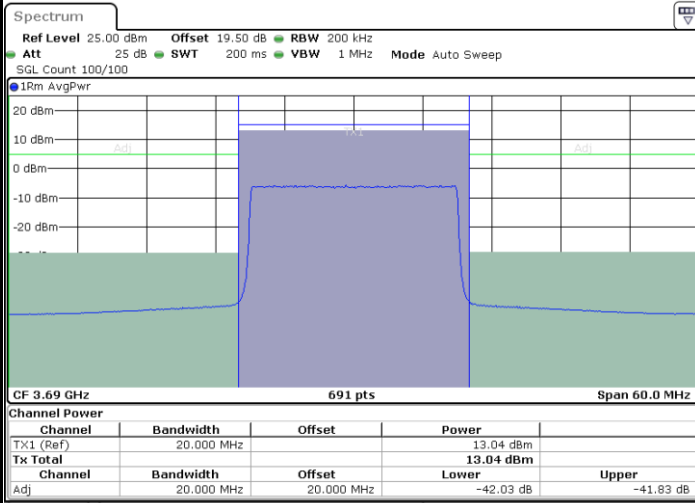 Spectrum
Ref Level 25.00 dBm Offset 19.50 dB RBW 200 kHz
Att 25 dB SWT 200 ms VBW 1 MHz Mode Auto Sweep
SGL Count 100/100
1Rm AvgPwr
20 dBm
TX1
10 dBm
Adj Adj
0 dBm
-10 dBm
-20 dBm
CF 3.69 GHz 691 pts Span 60.0 MHz
Channel Power
Channel Bandwidth Offset Power
TX1 (Ref) 20.000 MHz 13.04 dBm
Tx Total 13.04 dBm
Channel Bandwidth Offset Lower Upper
Adj 20.000 MHz 20.000 MHz -42.03 dB -41.83 dB